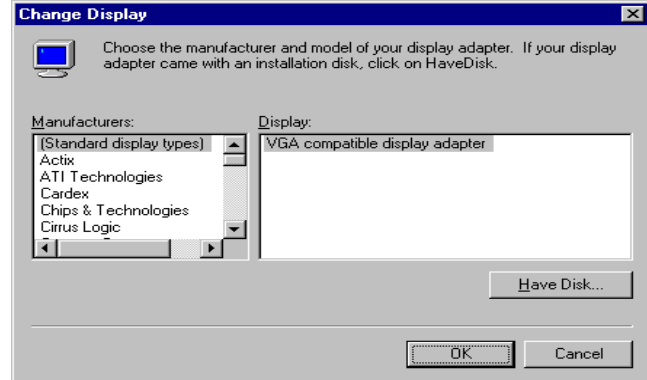 Change Display
Choose the manufacturer and model of your display adapter. If your display
adapter came with an installation disk, click on HaveDisk.
Manufacturers:
(Standard display types)
Actix
ATI Technologies
Cardex
Chips & Technologies
Cirrus Logic
Display:
VGA compatible display adapter
Have Disk...
OK
Cancel